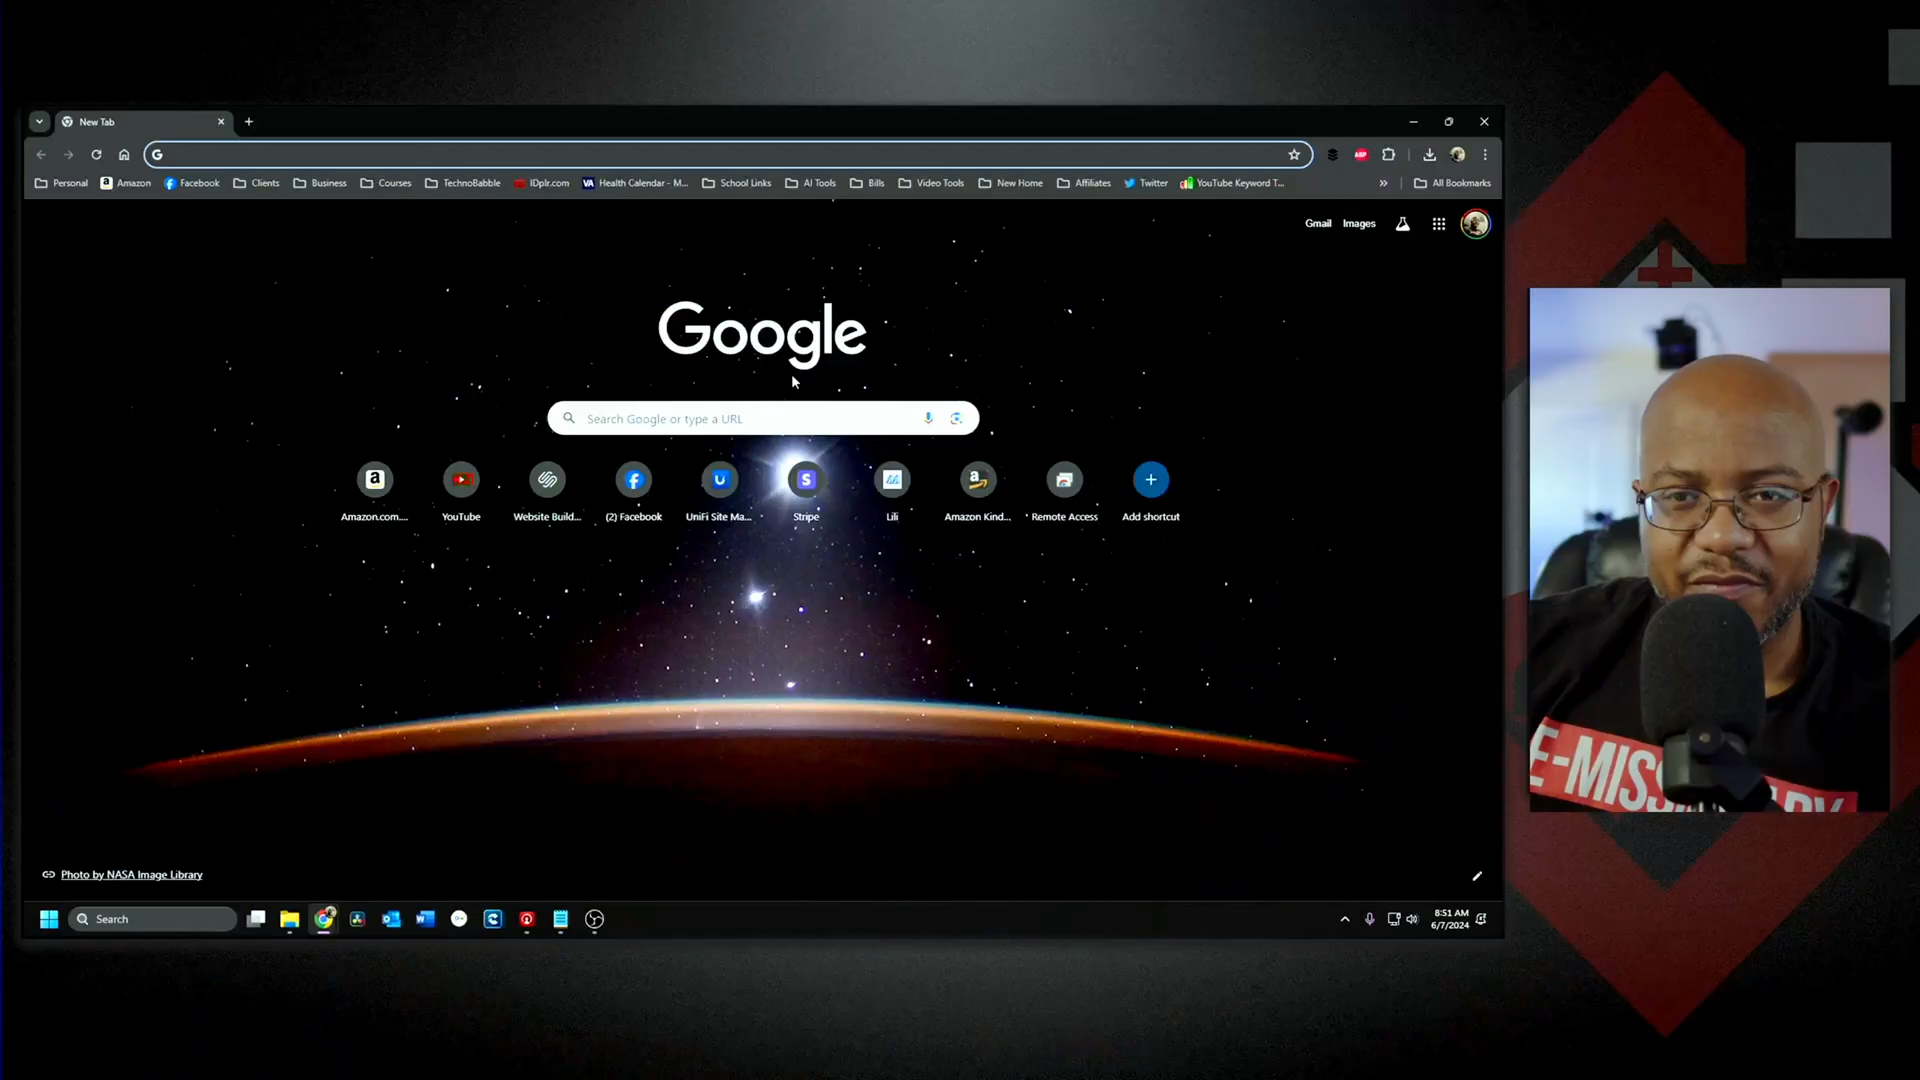 New Tab
Personal
Amazon
Facebook
Clients
Business
Courses
TechnoBabble
IDplr.com
VA
Health Calendar - M...
School Links
AI Tools
Bills
Video Tools
New Home
Affiliates
Twitter
YouTube Keyword T...
»
All Bookmarks
ABP
Gmail
Images
Google
Search Google or type a URL
Amazon.com....
YouTube
Website Build...
(2) Facebook
UniFi Site Ma...
Stripe
Lili
Amazon Kind...
Remote Access
Add shortcut
E-MISS
Photo by NASA Image Library
Search
8:51 AM
6/7/2024